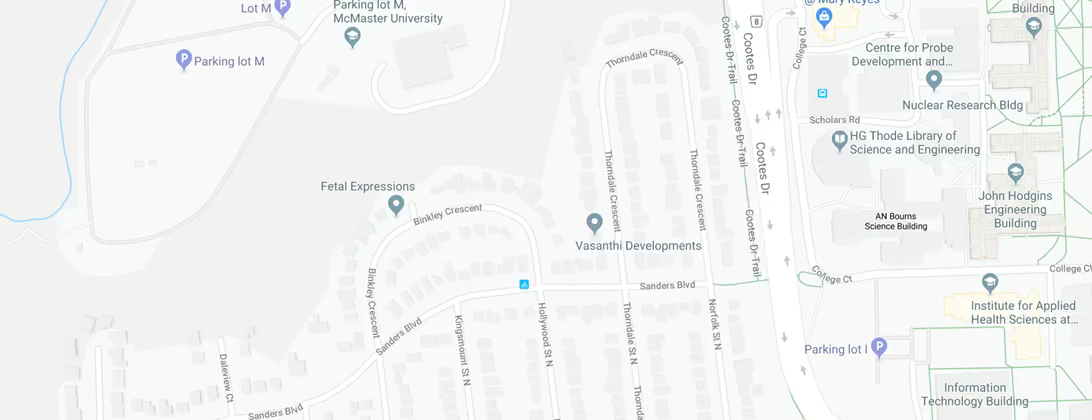 Lot M
Parking lot M,
McMaster University
Parking lot M
Fetal Expressions
Binkley Crescent
Binkley Crescent
Sanders Blvd
Sanders Blvd
Sanders Blvd
Daleview Ct
Kingsmount St N
Hollywood St N
Thorndale Crescent
Thorndale Crescent
Thorndale Crescent
Vasanthi Developments
Thorndale St N
Thornda
Norfolk St N
Cootes Dr Trail
Cootes Dr Trail
Cootes Dr Trail
8
Cootes Dr
Cootes Dr
@ Mary Keyes
College Ct
Building
Centre for Probe
Development and...
Nuclear Research Bldg
Scholars Rd
HG Thode Library of
Science and Engineering
John Hodgins
Engineering
Building
AN Bourns
Science Building
College Ct
College Ct
Institute for Applied
Health Sciences at...
Parking lot I
Information
Technology Building
P
P
P